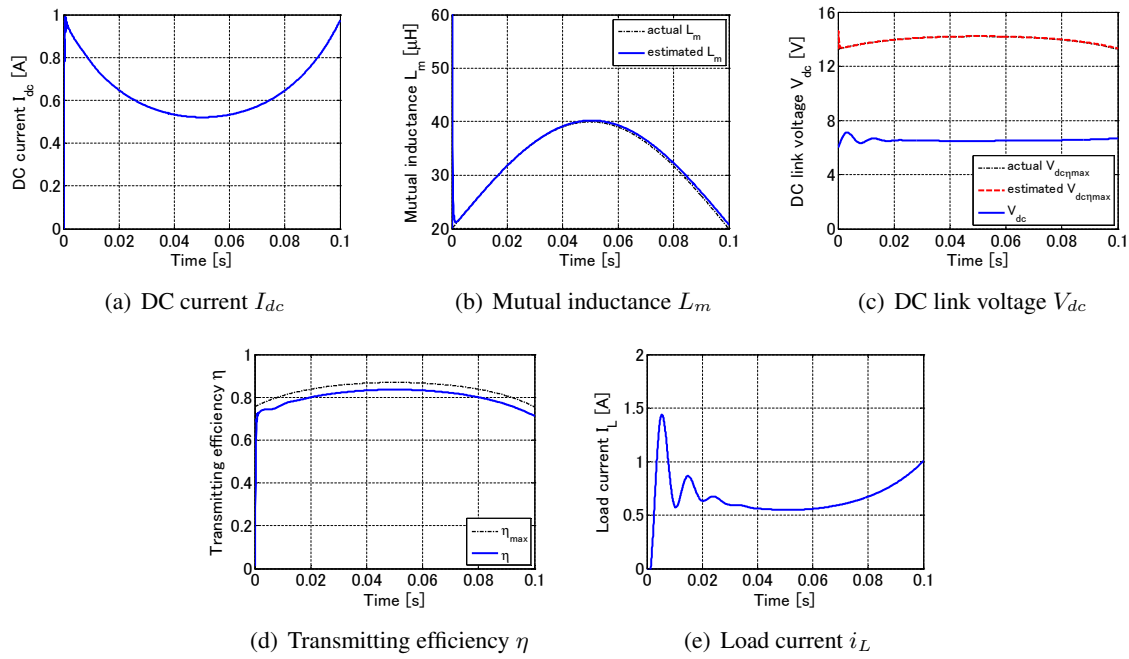 DC current I_dc [A]
1
0.8
0.6
0.4
0.2
0
0 0.02 0.04 0.06 0.08 0.1
Time [s]
(a) DC current I_dc
Mutual inductance L_m [μH]
60
50
40
30
20
actual L_m
estimated L_m
0 0.02 0.04 0.06 0.08 0.1
Time [s]
(b) Mutual inductance L_m
DC link voltage V_dc [V]
16
12
8
4
0
actual V_dcηmax
estimated V_dcηmax
V_dc
0 0.02 0.04 0.06 0.08 0.1
Time [s]
(c) DC link voltage V_dc
Transmitting efficiency η
1
0.8
0.6
0.4
0.2
0
η_max
η
0 0.02 0.04 0.06 0.08 0.1
Time [s]
(d) Transmitting efficiency η
Load current I_L [A]
2
1.5
1
0.5
0
0 0.02 0.04 0.06 0.08 0.1
Time [s]
(e) Load current i_L